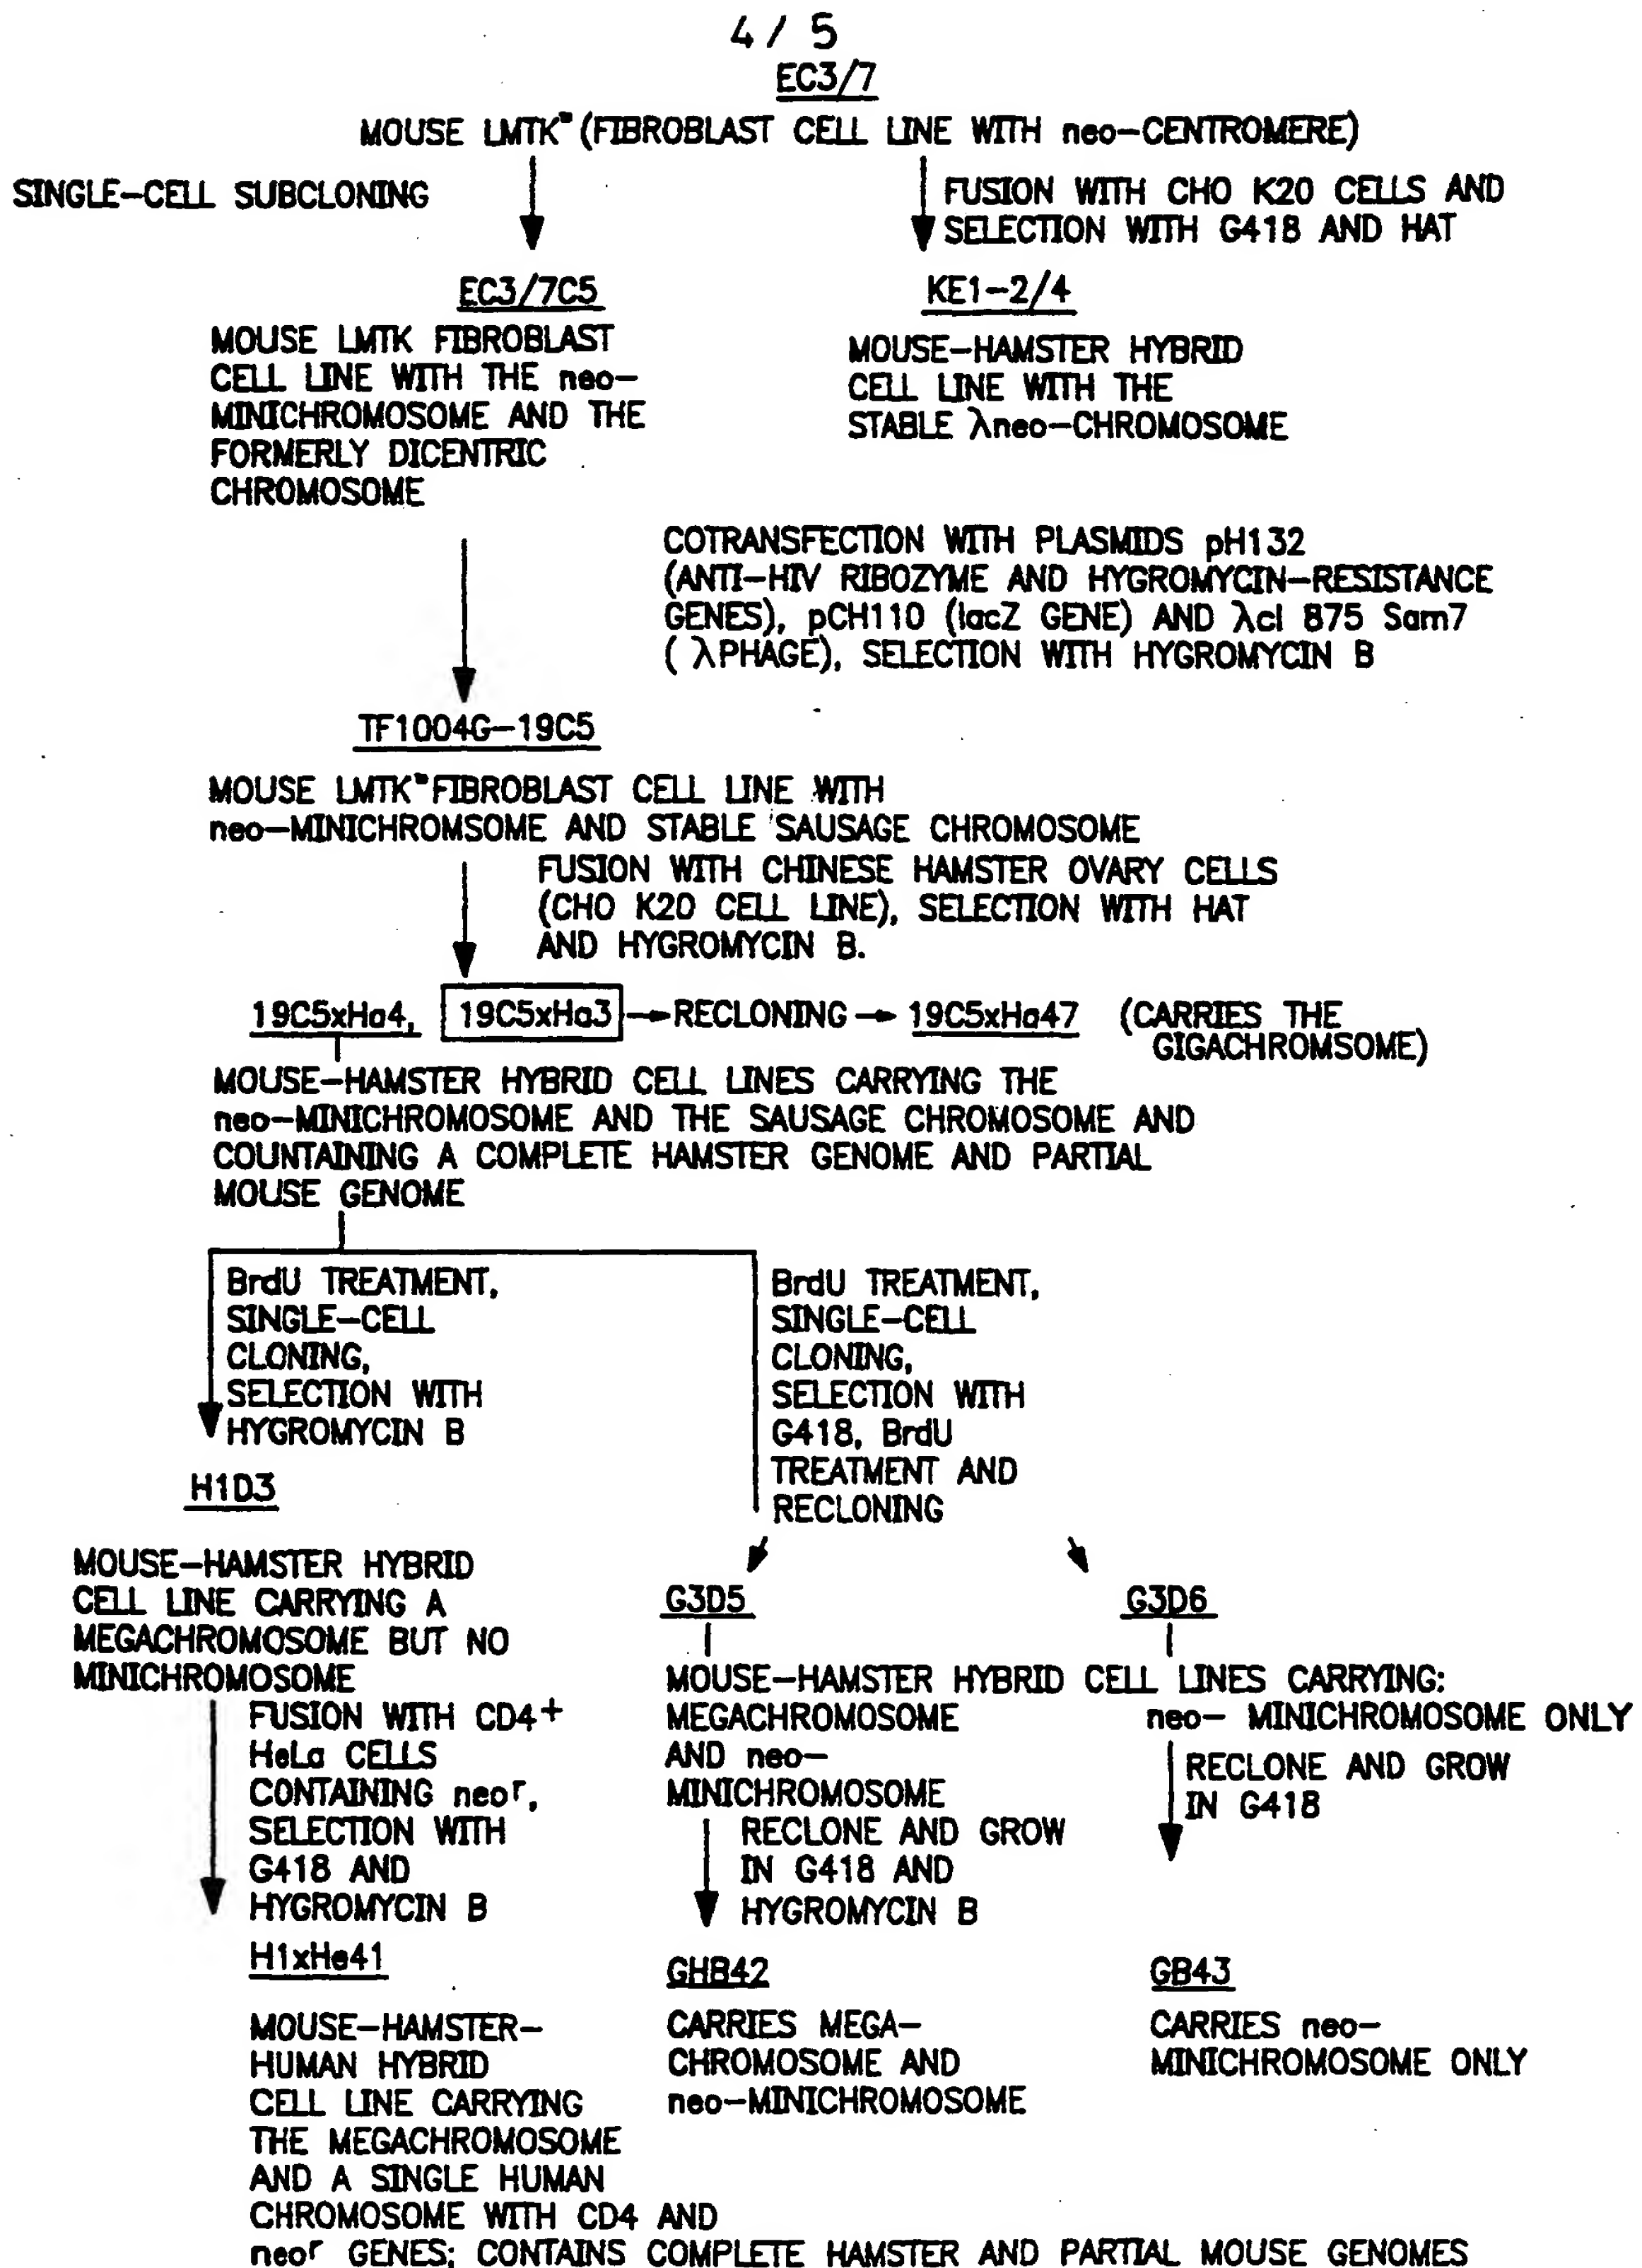 4 / 5
EC3/7
MOUSE LMTK⁻ (FIBROBLAST CELL LINE WITH neo-CENTROMERE)
SINGLE-CELL SUBCLONING
FUSION WITH CHO K20 CELLS AND
SELECTION WITH G418 AND HAT
EC3/7C5
MOUSE LMTK FIBROBLAST
CELL LINE WITH THE neo-
MINICHROMOSOME AND THE
FORMERLY DICENTRIC
CHROMOSOME
KE1-2/4
MOUSE-HAMSTER HYBRID
CELL LINE WITH THE
STABLE λneo-CHROMOSOME
COTRANSFECTION WITH PLASMIDS pH132
(ANTI-HIV RIBOZYME AND HYGROMYCIN-RESISTANCE
GENES), pCH110 (lacZ GENE) AND λcI 875 Sam7
( λPHAGE), SELECTION WITH HYGROMYCIN B
TF1004G-19C5
MOUSE LMTK⁻FIBROBLAST CELL LINE WITH
neo-MINICHROMSOME AND STABLE SAUSAGE CHROMOSOME
FUSION WITH CHINESE HAMSTER OVARY CELLS
(CHO K20 CELL LINE), SELECTION WITH HAT
AND HYGROMYCIN B.
19C5xHa4, 19C5xHa3 → RECLONING → 19C5xHa47 (CARRIES THE
GIGACHROMSOME)
MOUSE-HAMSTER HYBRID CELL LINES CARRYING THE
neo-MINICHROMOSOME AND THE SAUSAGE CHROMOSOME AND
COUNTAINING A COMPLETE HAMSTER GENOME AND PARTIAL
MOUSE GENOME
BrdU TREATMENT,
SINGLE-CELL
CLONING,
SELECTION WITH
HYGROMYCIN B
BrdU TREATMENT,
SINGLE-CELL
CLONING,
SELECTION WITH
G418, BrdU
TREATMENT AND
RECLONING
H1D3
MOUSE-HAMSTER HYBRID
CELL LINE CARRYING A
MEGACHROMOSOME BUT NO
MINICHROMOSOME
G3D5
G3D6
MOUSE-HAMSTER HYBRID CELL LINES CARRYING:
MEGACHROMOSOME
AND neo-
MINICHROMOSOME
neo- MINICHROMOSOME ONLY
FUSION WITH CD4+
HeLa CELLS
CONTAINING neoʳ,
SELECTION WITH
G418 AND
HYGROMYCIN B
RECLONE AND GROW
IN G418 AND
HYGROMYCIN B
RECLONE AND GROW
IN G418
H1xHe41
MOUSE-HAMSTER-
HUMAN HYBRID
CELL LINE CARRYING
THE MEGACHROMOSOME
AND A SINGLE HUMAN
CHROMOSOME WITH CD4 AND
neoʳ GENES; CONTAINS COMPLETE HAMSTER AND PARTIAL MOUSE GENOMES
GHB42
CARRIES MEGA-
CHROMOSOME AND
neo-MINICHROMOSOME
GB43
CARRIES neo-
MINICHROMOSOME ONLY